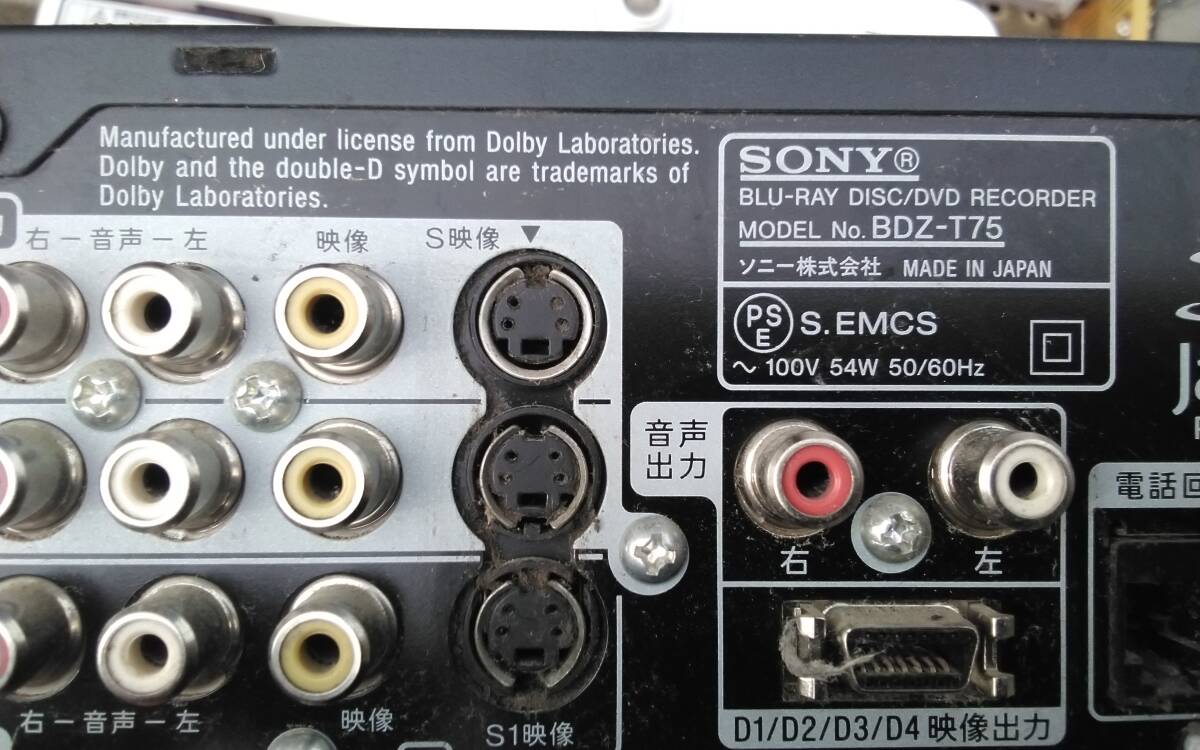 Manufactured under license from Dolby Laboratories.
Dolby and the double-D symbol are trademarks of
Dolby Laboratories.
右ー音声ー左
映像
S映像 ▼
SONY®
BLU-RAY DISC/DVD RECORDER
MODEL No. BDZ-T75
ソニー株式会社 MADE IN JAPAN
PS
E
S. EMCS
～ 100V 54W 50/60Hz
音声
出力
右
左
電話回
D1/D2/D3/D4 映像出力
右ー音声ー左
映像
S1映像